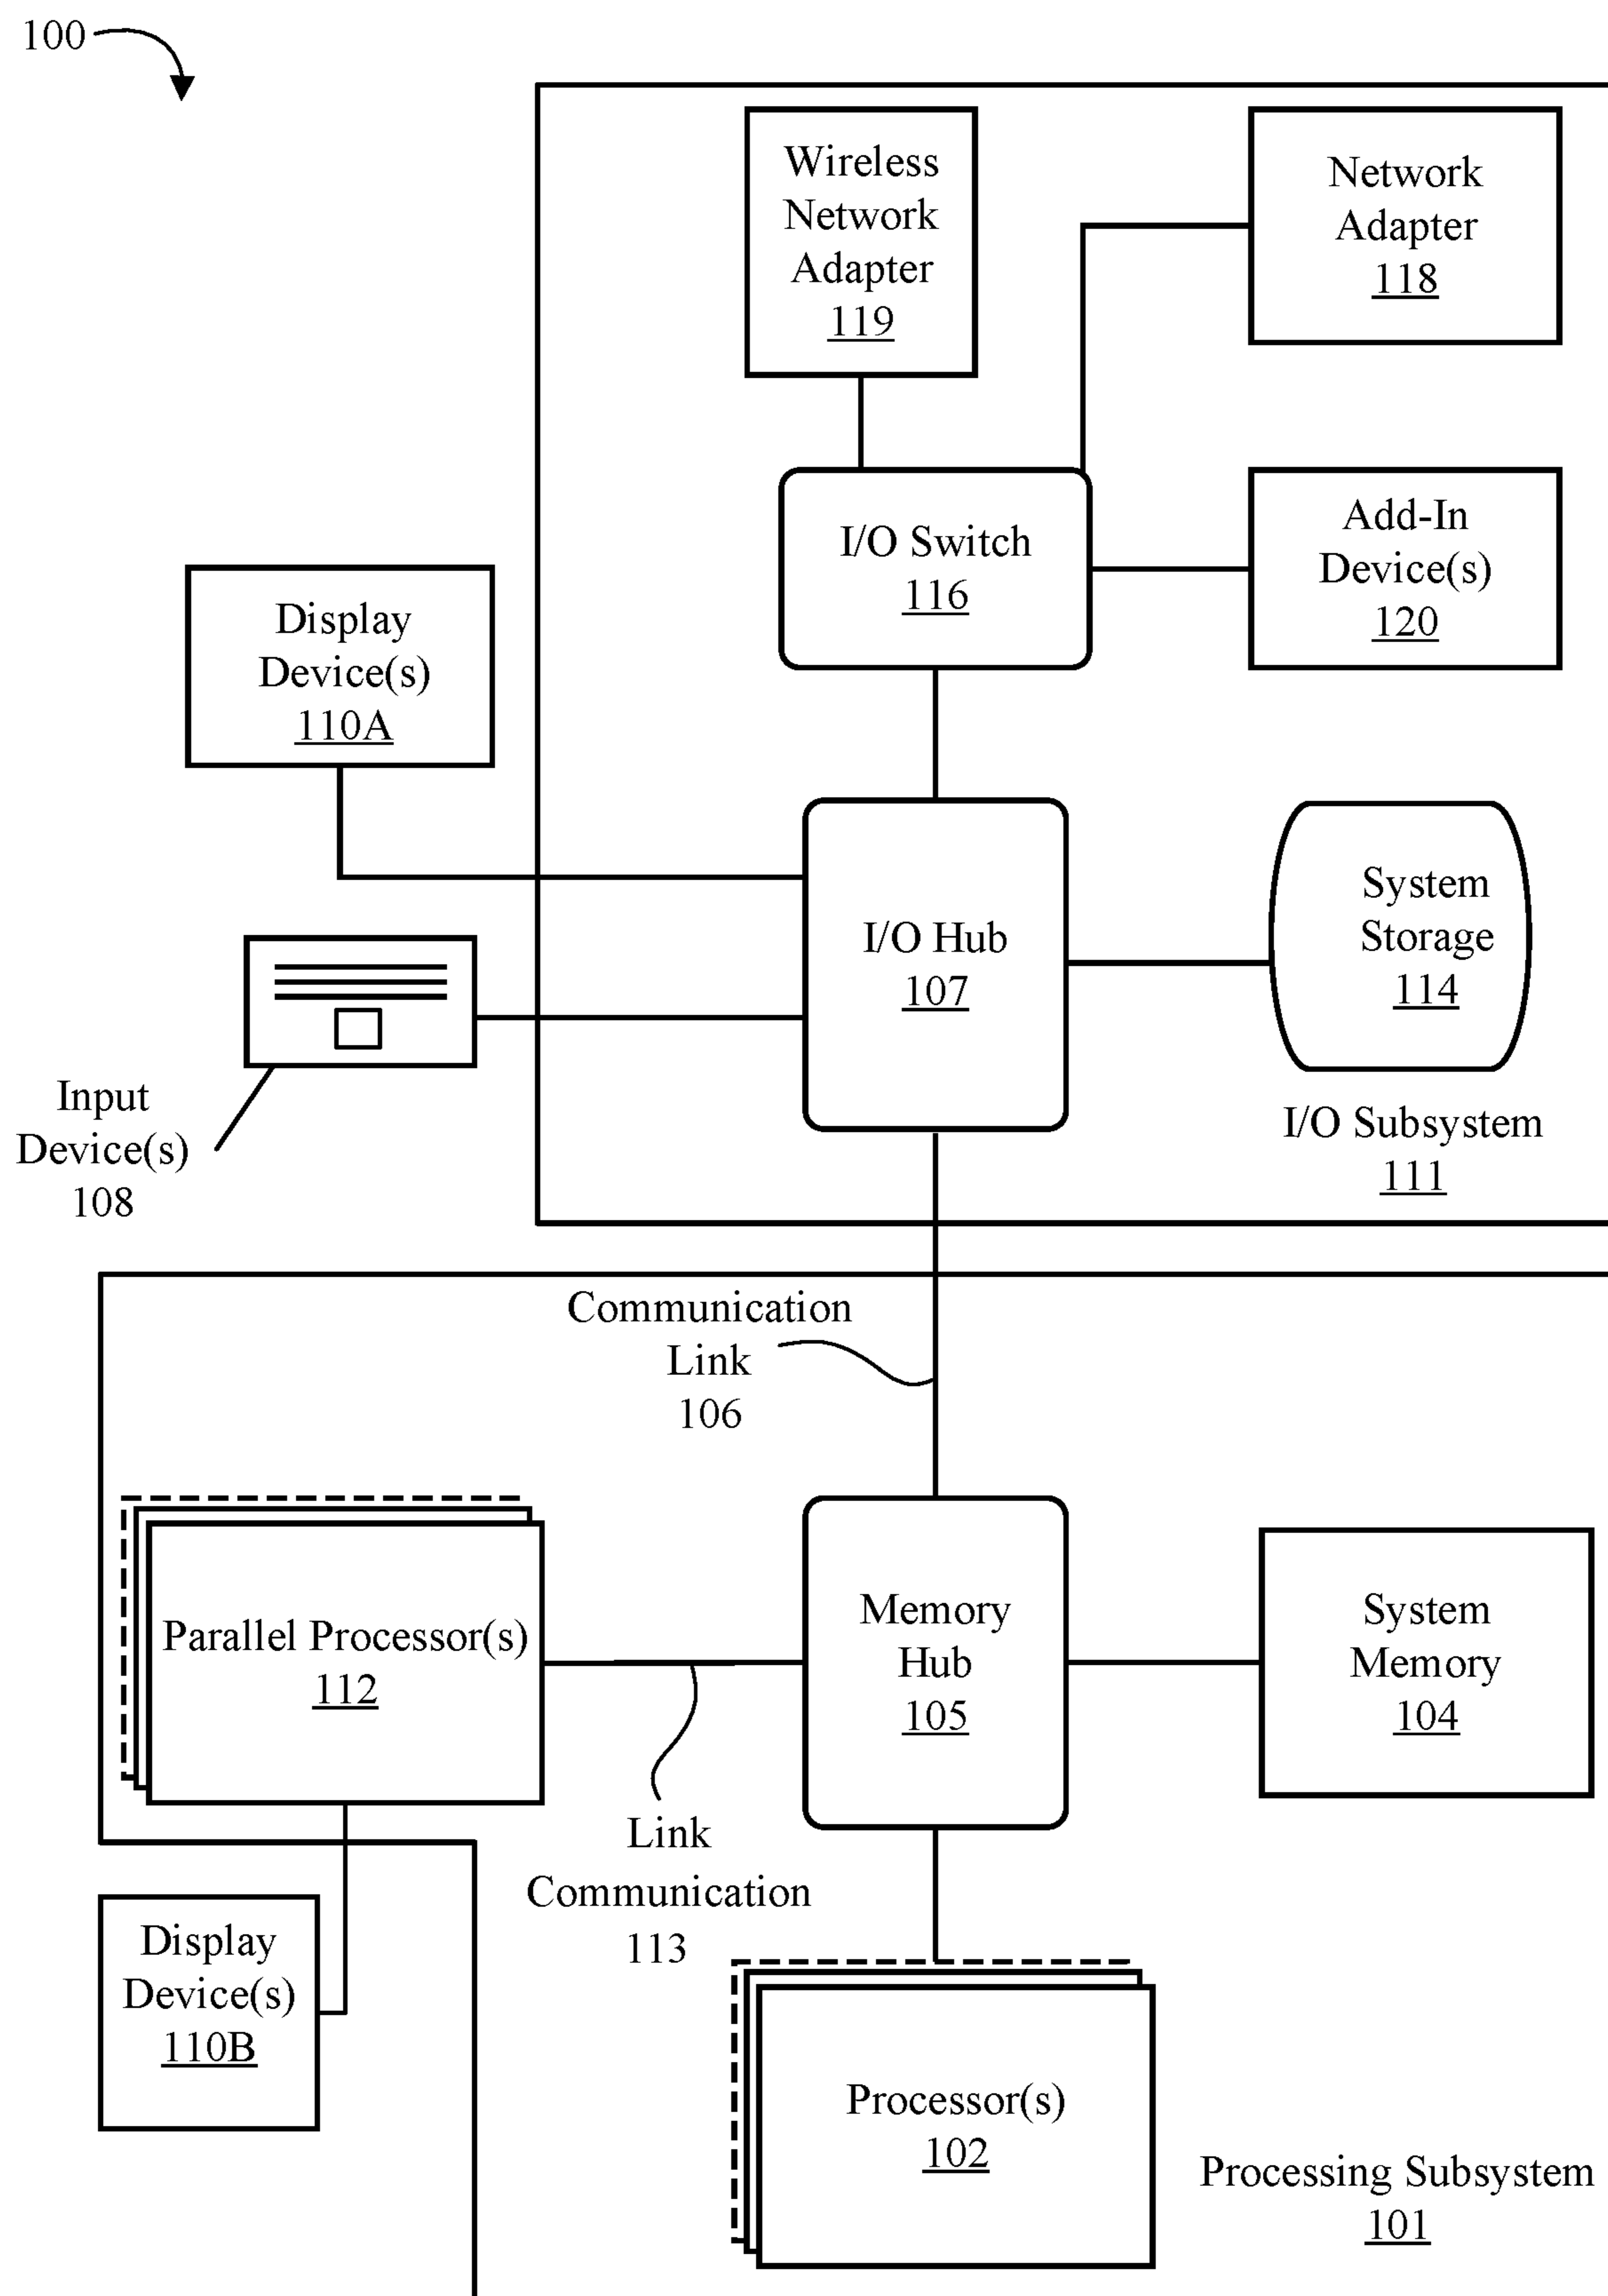 100
Wireless
Network
Adapter
119
Network
Adapter
118
I/O Switch
116
Add-In
Device(s)
120
Display
Device(s)
110A
I/O Hub
107
System
Storage
114
Input
Device(s)
108
I/O Subsystem
111
Communication
Link
106
Parallel Processor(s)
112
Memory
Hub
105
System
Memory
104
Link
Communication
113
Display
Device(s)
110B
Processor(s)
102
Processing Subsystem
101